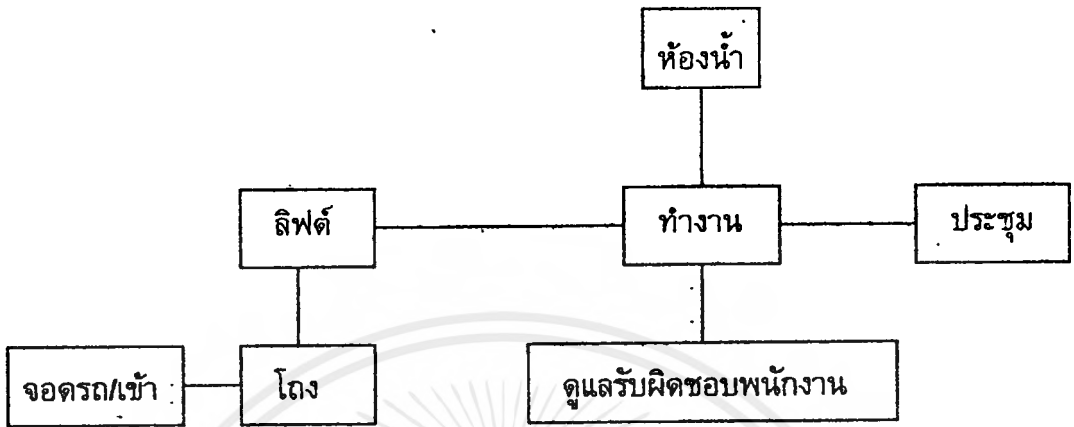 ห้องน้ำ
ลิฟต์
ทำงาน
ประชุม
จอดรถ/เข้า
โถง
ดูแลรับผิดชอบพนักงาน